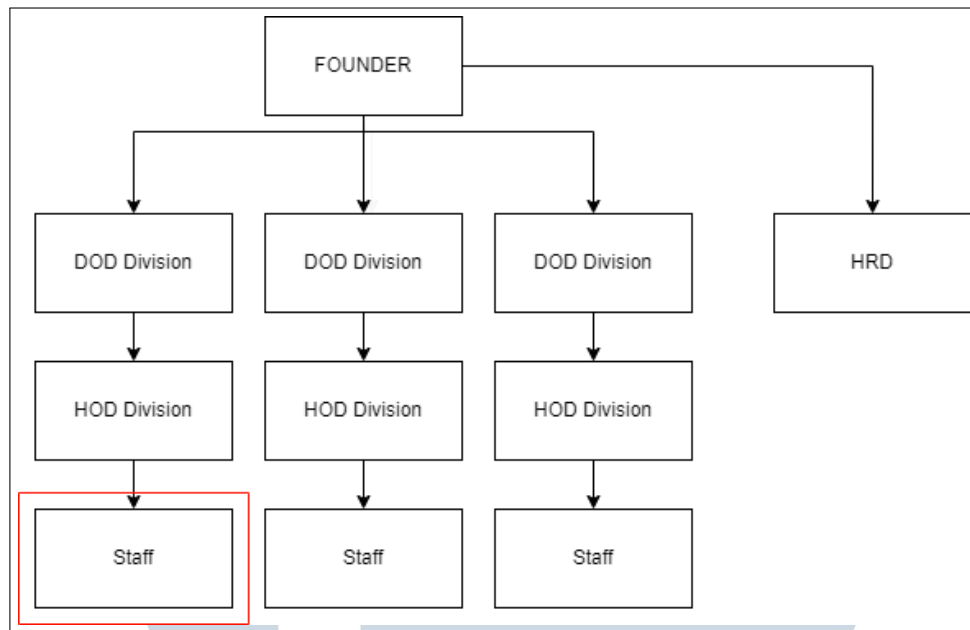 FOUNDER
DOD Division
DOD Division
DOD Division
HRD
HOD Division
HOD Division
HOD Division
Staff
Staff
Staff